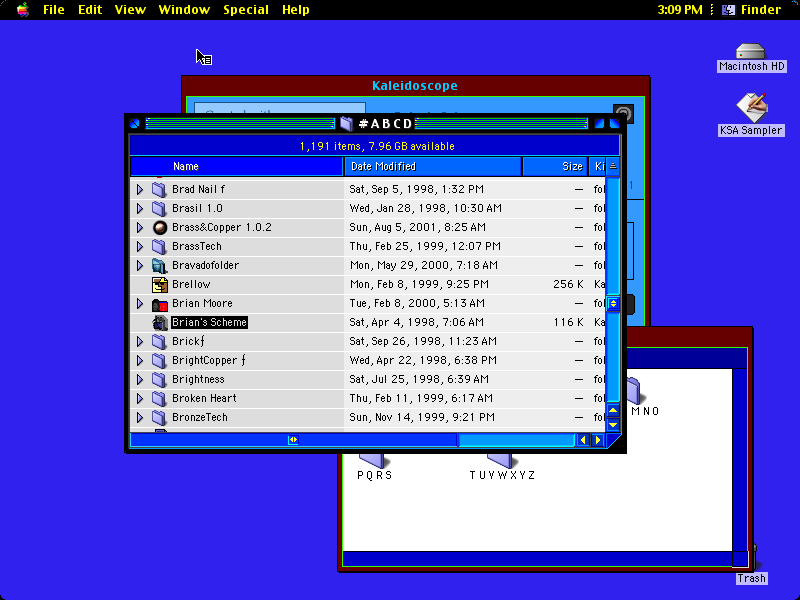 File Edit View Window Special Help 3:09 PM Finder
Macintosh HD
KSA Sampler
Kaleidoscope
#ABCD
1,191 items, 7.96 GB available
Name Date Modified Size Ki
Brad Nail ƒ Sat, Sep 5, 1998, 1:32 PM — fol
Brasil 1.0 Wed, Jan 28, 1998, 10:30 AM — fol
Brass&Copper 1.0.2 Sun, Aug 5, 2001, 8:25 AM — fol
BrassTech Thu, Feb 25, 1999, 12:07 PM — fol
Bravadofolder Mon, May 29, 2000, 7:18 AM — fol
Brellow Mon, Feb 8, 1999, 9:25 PM 256 K Ka
Brian Moore Tue, Feb 8, 2000, 5:13 AM — fol
Brian's Scheme Sat, Apr 4, 1998, 7:06 AM 116 K Ka
Brickƒ Sat, Sep 26, 1998, 11:23 AM — fol
BrightCopper ƒ Wed, Apr 22, 1998, 6:38 PM — fol
Brightness Sat, Jul 25, 1998, 6:39 AM — fol
Broken Heart Thu, Feb 11, 1999, 6:17 AM — fol
BronzeTech Sun, Nov 14, 1999, 9:21 PM — fol
MNO
PQRS TUVWXYZ
Trash